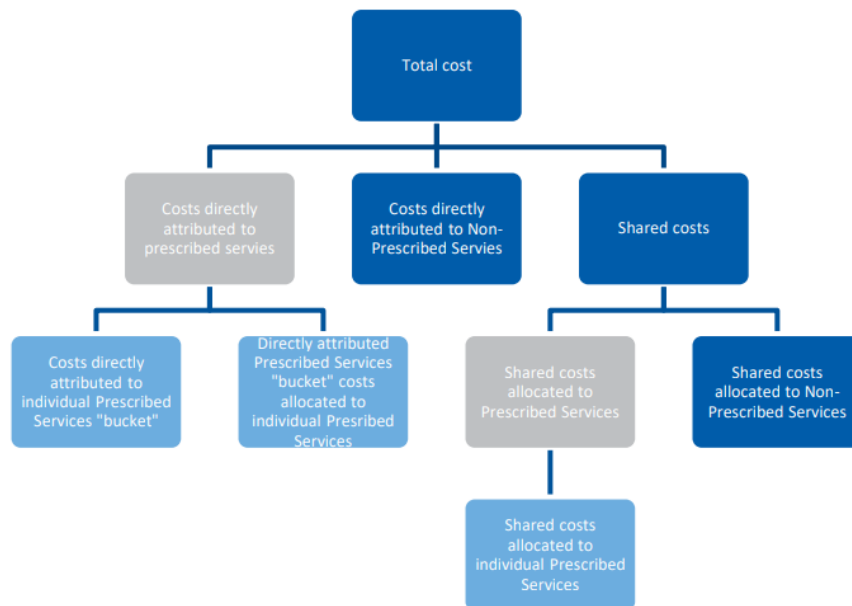 Total cost
Costs directly
attributed to
prescribed servies
Costs directly
attributed to Non-
Prescribed Servies
Shared costs
Costs directly
attributed to
individual Prescribed
Services "bucket"
Directly attributed
Prescribed Services
"bucket" costs
allocated to
individual Presribed
Services
Shared costs
allocated to
Prescribed Services
Shared costs
allocated to Non-
Prescribed Services
Shared costs
allocated to
individual Prescribed
Services